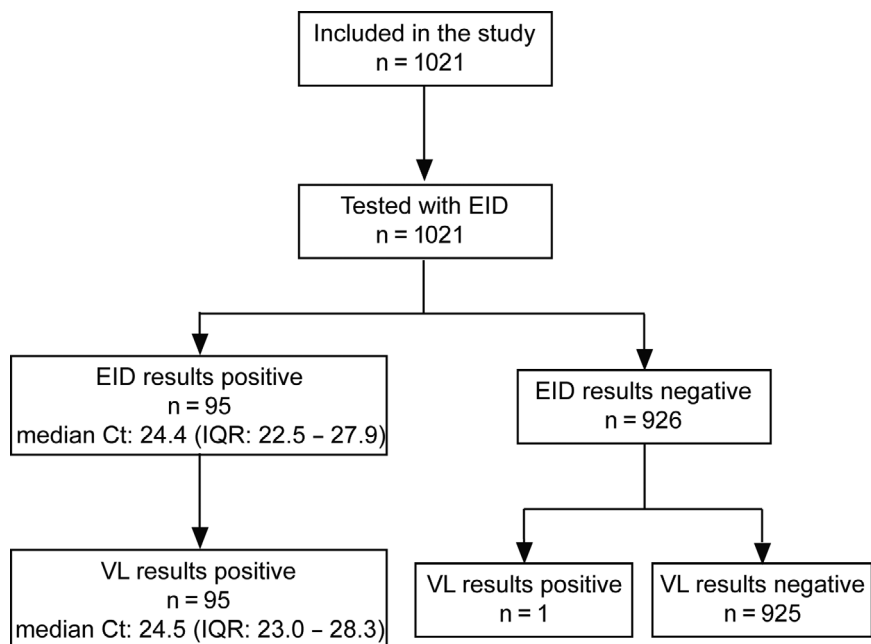 Included in the study
n = 1021
Tested with EID
n = 1021
EID results positive
n = 95
median Ct: 24.4 (IQR: 22.5 – 27.9)
EID results negative
n = 926
VL results positive
n = 95
median Ct: 24.5 (IQR: 23.0 – 28.3)
VL results positive
n = 1
VL results negative
n = 925